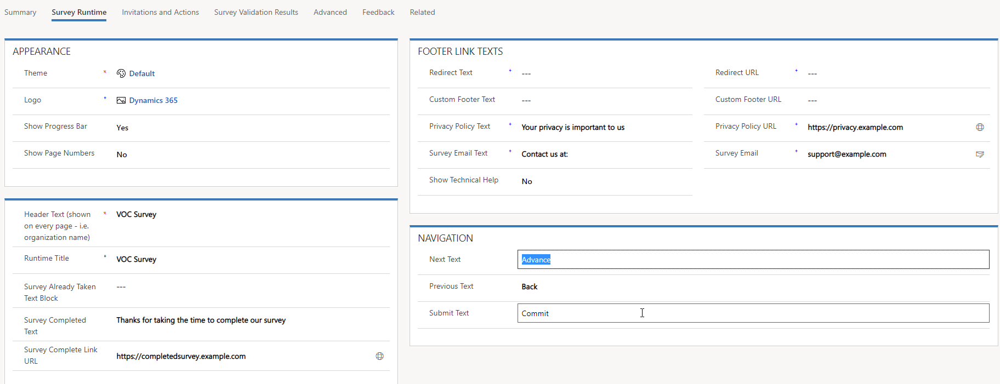 Summary Survey Runtime Invitations and Actions Survey Validation Results Advanced Feedback Related
APPEARANCE
Theme * Default
Logo + Dynamics 365
Show Progress Bar Yes
Show Page Numbers No
Header Text (shown * VOC Survey
on every page - i.e.
organization name)
Runtime Title + VOC Survey
Survey Already Taken ---
Text Block
Survey Completed Thanks for taking the time to complete our survey
Text
Survey Complete Link
URL https://completedsurvey.example.com
FOOTER LINK TEXTS
Redirect Text + --- Redirect URL + ---
Custom Footer Text --- Custom Footer URL ---
Privacy Policy Text + Your privacy is important to us Privacy Policy URL + https://privacy.example.com
Survey Email Text + Contact us at: Survey Email + support@example.com
Show Technical Help No
NAVIGATION
Next Text Advance
Previous Text Back
Submit Text Commit